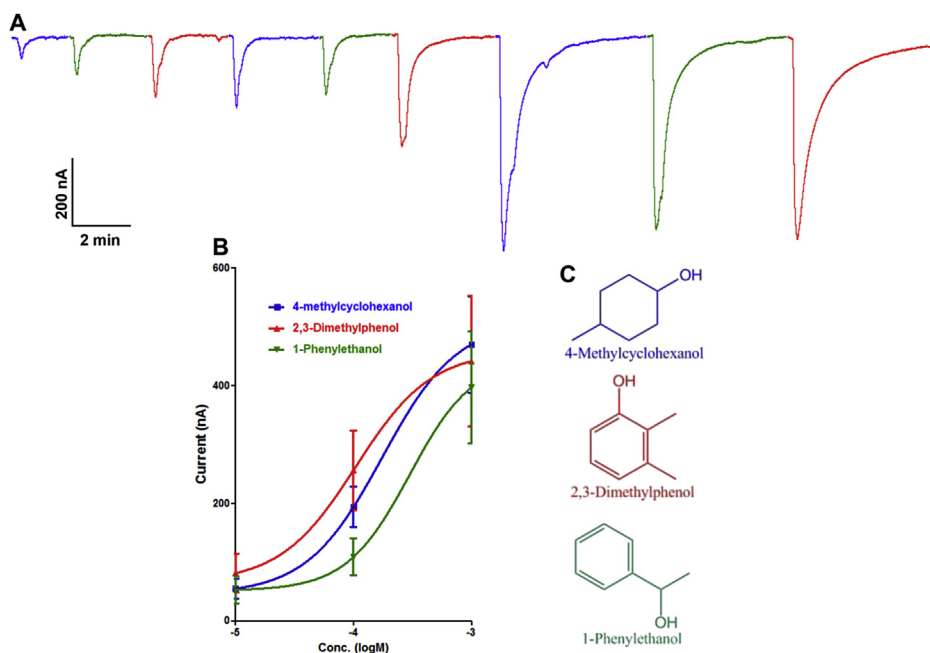 A
200 nA
2 min
B
600
400
200
0
Current (nA)
4-methylcyclohexanol
2,3-Dimethylphenol
1-Phenylethanol
-5
-4
-3
Conc. (logM)
C
OH
4-Methylcyclohexanol
OH
2,3-Dimethylphenol
OH
1-Phenylethanol